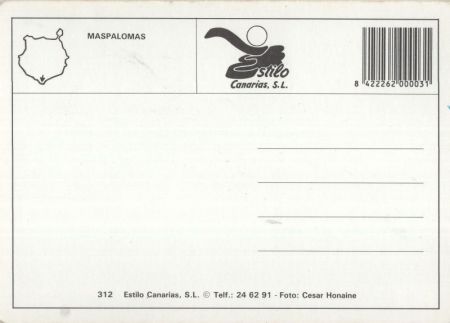 MASPALOMAS
Estilo
Canarias, S.L.
8 422262 000031
312 Estilo Canarias, S.L. © Telf.: 24 62 91 - Foto: Cesar Honaine